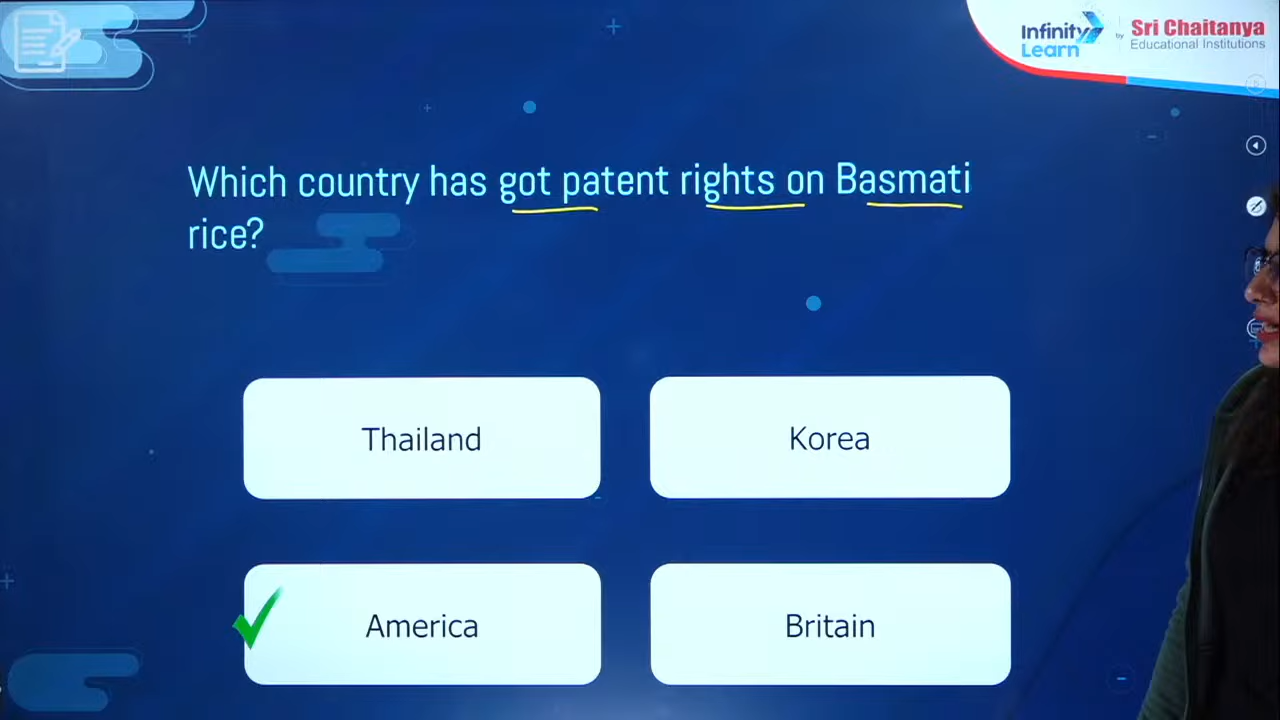 Infinity
Learn
by
Sri Chaitanya
Educational Institutions
Which country has got patent rights on Basmati
rice?
Thailand
Korea
America
Britain